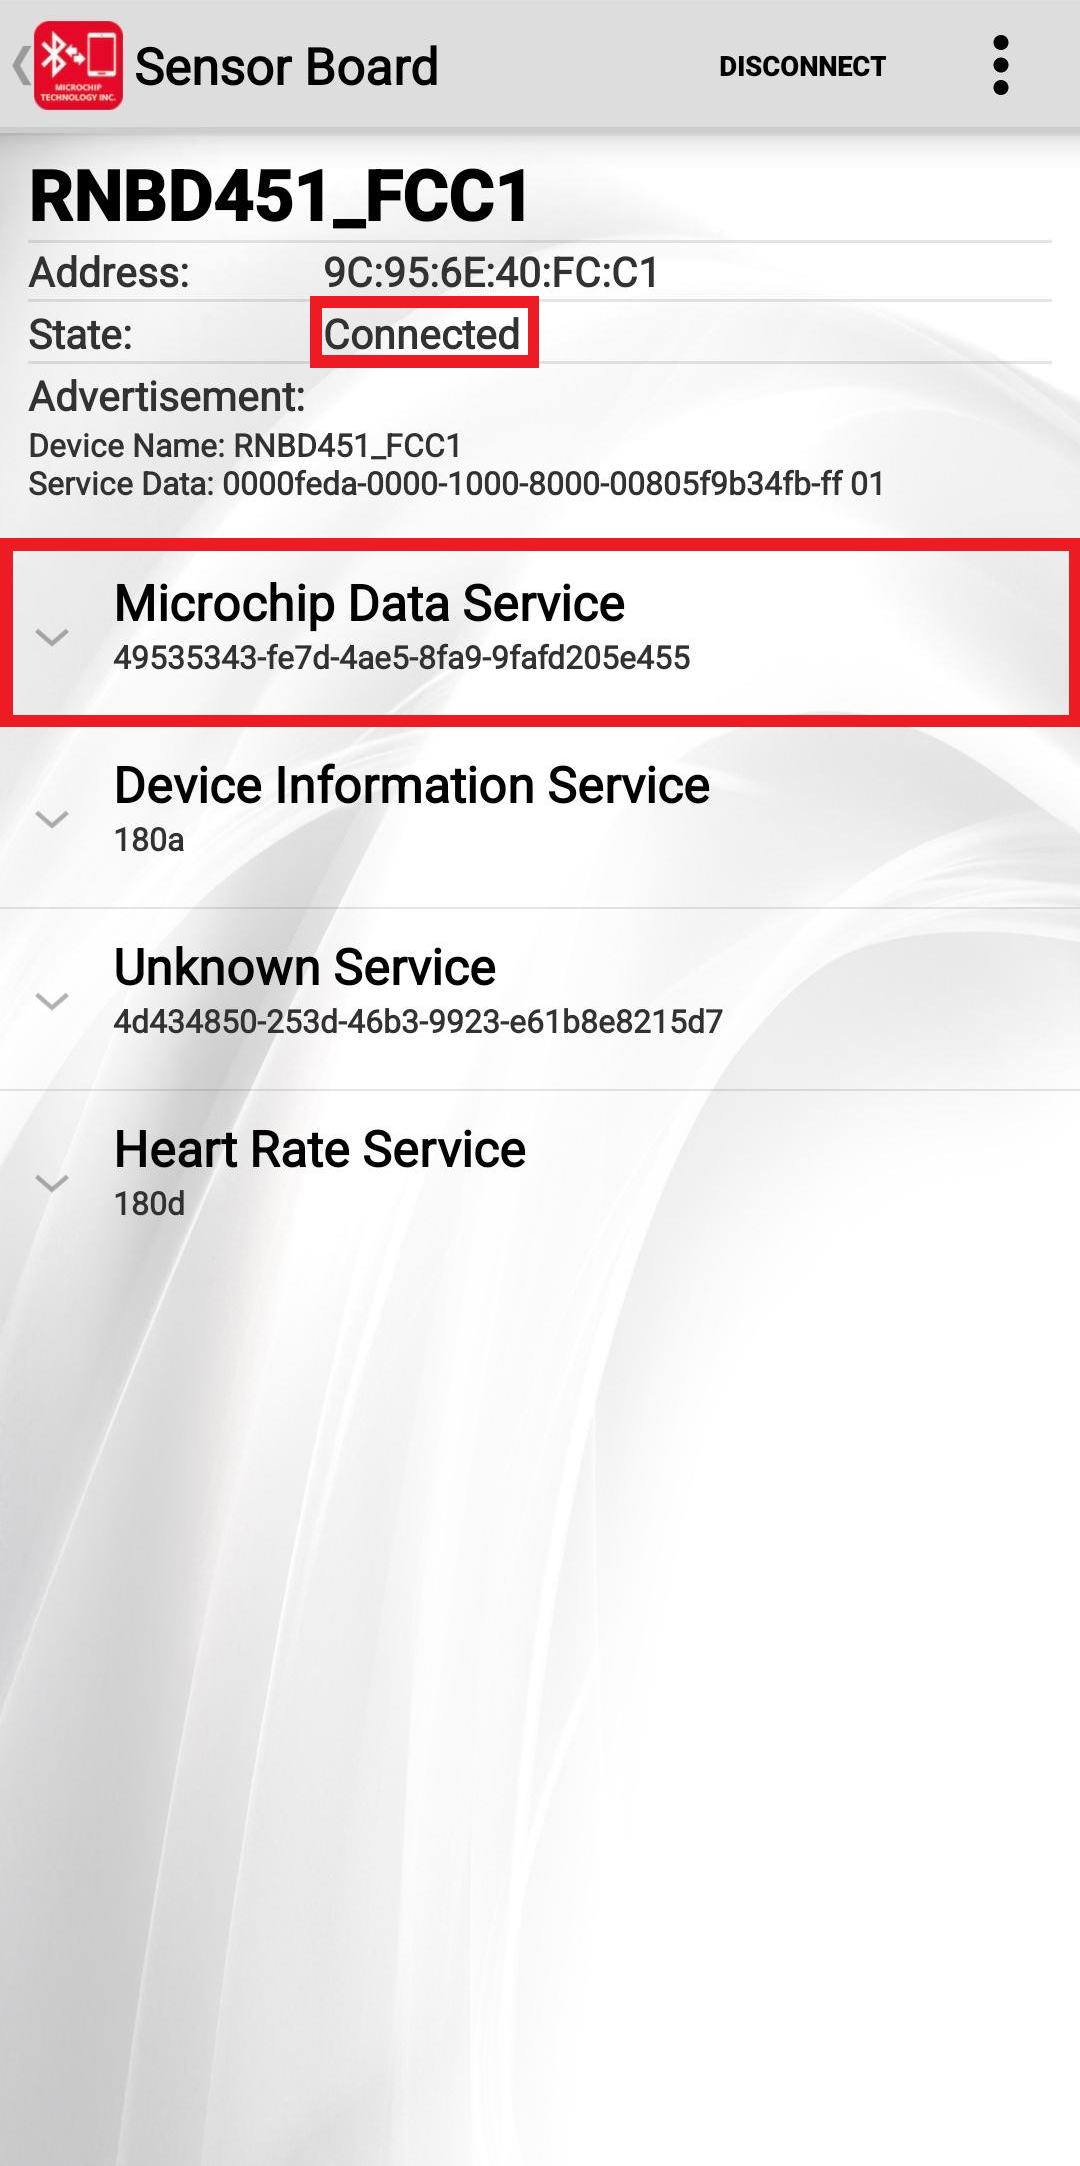 MICROCHIP
TECHNOLOGY INC.
Sensor Board
DISCONNECT
RNBD451_FCC1
Address: 9C:95:6E:40:FC:C1
State: Connected
Advertisement:
Device Name: RNBD451_FCC1
Service Data: 0000feda-0000-1000-8000-00805f9b34fb-ff 01
Microchip Data Service
49535343-fe7d-4ae5-8fa9-9fafd205e455
Device Information Service
180a
Unknown Service
4d434850-253d-46b3-9923-e61b8e8215d7
Heart Rate Service
180d